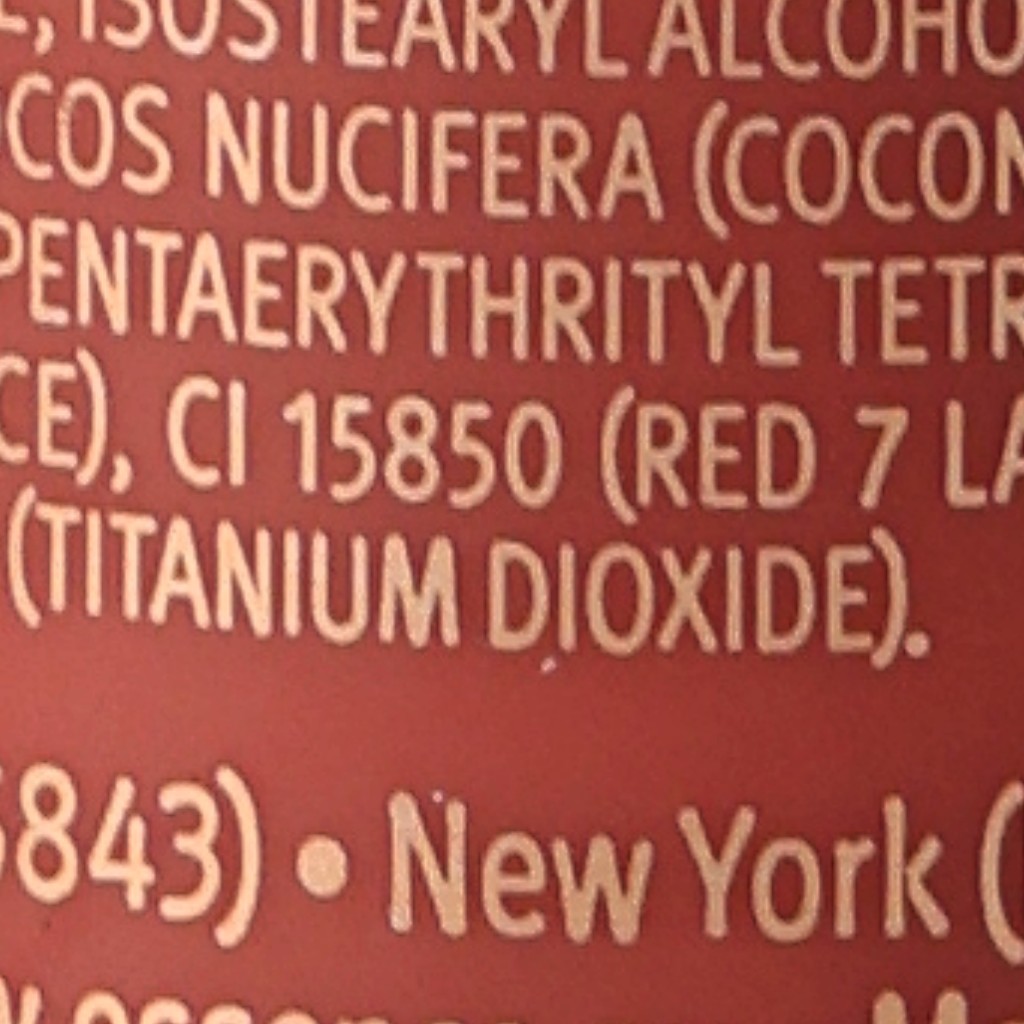 , ISOSTEARYL ALCOHO
COS NUCIFERA (COCON
PENTAERYTHRITYL TETR
CE), CI 15850 (RED 7 LA
(TITANIUM DIOXIDE).
843) • New York (